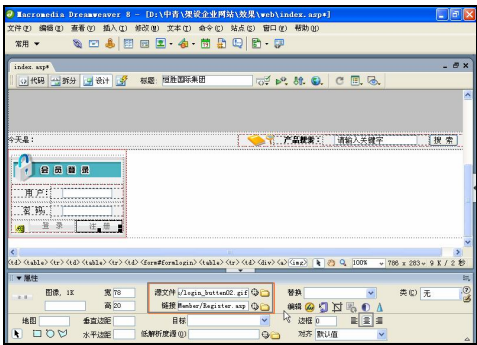 Macromedia Dreamweaver 8 - [D:\中青\架设企业网站\效果\web\index.asp*]
文件(F) 编辑(E) 查看(V) 插入(I) 修改(M) 文本(T) 命令(C) 站点(S) 窗口(W) 帮助(H)
常用
index.asp*
代码 拆分 设计 标题: 恒胜国际集团
今天是: 产品搜索: 请输入关键字 搜 索
会 员 登 录
用 户:
密 码:
登 录 注 册
<td> <table> <tr> <td> <table> <tr> <td> <form#formlogin> <table> <tr> <td> <div> <a> <img> 100% 786 x 283 9 K / 2 秒
属性
图像, 1K 宽 78 源文件 s/login_button02.gif 替换 类(C) 无
高 20 链接 Member/Register.asp 编辑
地图 垂直边距 目标 边框 0
水平边距 低解析度源(O) 对齐 默认值